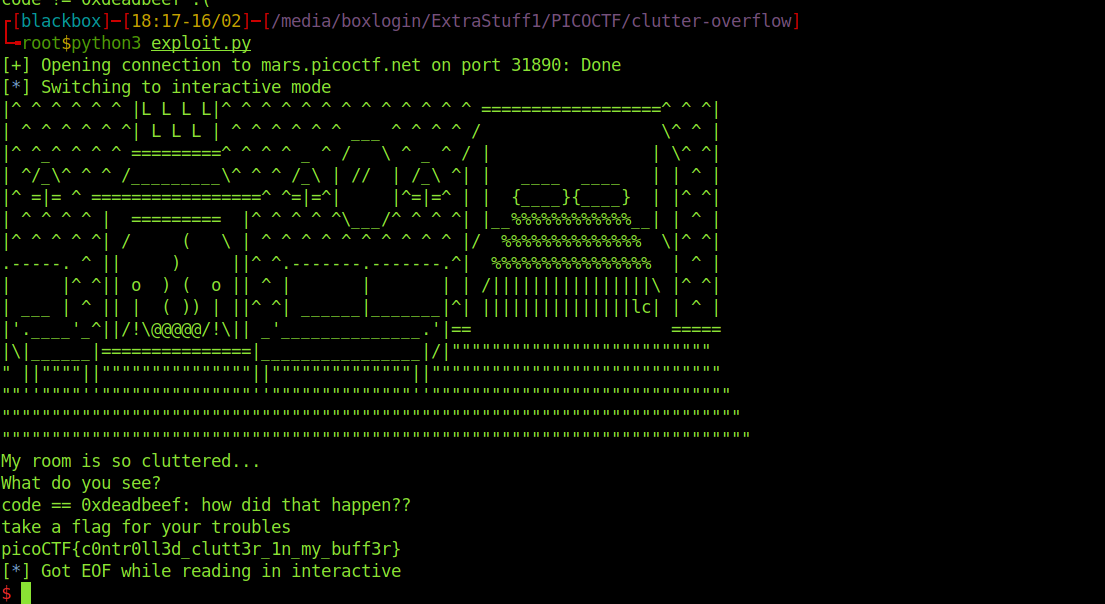 code != 0xdeadbeef :(
┌─[blackbox]─[18:17-16/02]─[/media/boxlogin/ExtraStuff1/PICOCTF/clutter-overflow]
└─╼root$python3 exploit.py
[+] Opening connection to mars.picoctf.net on port 31890: Done
[*] Switching to interactive mode
|^ ^ ^ ^ ^ ^ |L L L L|^ ^ ^ ^ ^ ^ ^ ^ ^ ^ ^ ^ ^ ==================^ ^ ^|
| ^ ^ ^ ^ ^ ^| L L L | ^ ^ ^ ^ ^ ^ ___ ^ ^ ^ ^ /                  \^ ^ |
|^ ^_^ ^ ^ ^ =========^ ^ ^ ^ _ ^ /   \ ^ _ ^ / |                | \^ ^|
| ^/_\^ ^ ^ /_________\^ ^ ^ /_\ | //  | /_\ ^| |   ____  ____   | | ^ |
|^ =|= ^ =================^ ^=|=^|     |^=|=^ | |  {____}{____}  | |^ ^|
| ^ ^ ^ ^ |  =========  |^ ^ ^ ^ ^\___/^ ^ ^ ^| |__%%%%%%%%%%%%__| | ^ |
|^ ^ ^ ^ ^| /     (   \ | ^ ^ ^ ^ ^ ^ ^ ^ ^ ^ |/  %%%%%%%%%%%%%%  \|^ ^|
.-----. ^ ||     )     ||^ ^.-------.-------.^|  %%%%%%%%%%%%%%%%  | ^ |
|     |^ ^|| o  ) (  o || ^ |       |       | | /||||||||||||||||\ |^ ^|
| ___ | ^ || |  ( )) | ||^ ^| ______|_______|^| |||||||||||||||lc| | ^ |
|'.____'_^||/!\@@@@@/!\|| _'______________.'|==                    =====
|\|______|===============|________________|/|""""""""""""""""""""""""""
" ||""""||"""""""""""""""||""""""""""""""||"""""""""""""""""""""""""""""
""''""""''"""""""""""""""''""""""""""""""''""""""""""""""""""""""""""""""
""""""""""""""""""""""""""""""""""""""""""""""""""""""""""""""""""""""""""
"""""""""""""""""""""""""""""""""""""""""""""""""""""""""""""""""""""""""""
My room is so cluttered...
What do you see?
code == 0xdeadbeef: how did that happen??
take a flag for your troubles
picoCTF{c0ntr0ll3d_clutt3r_1n_my_buff3r}
[*] Got EOF while reading in interactive
$